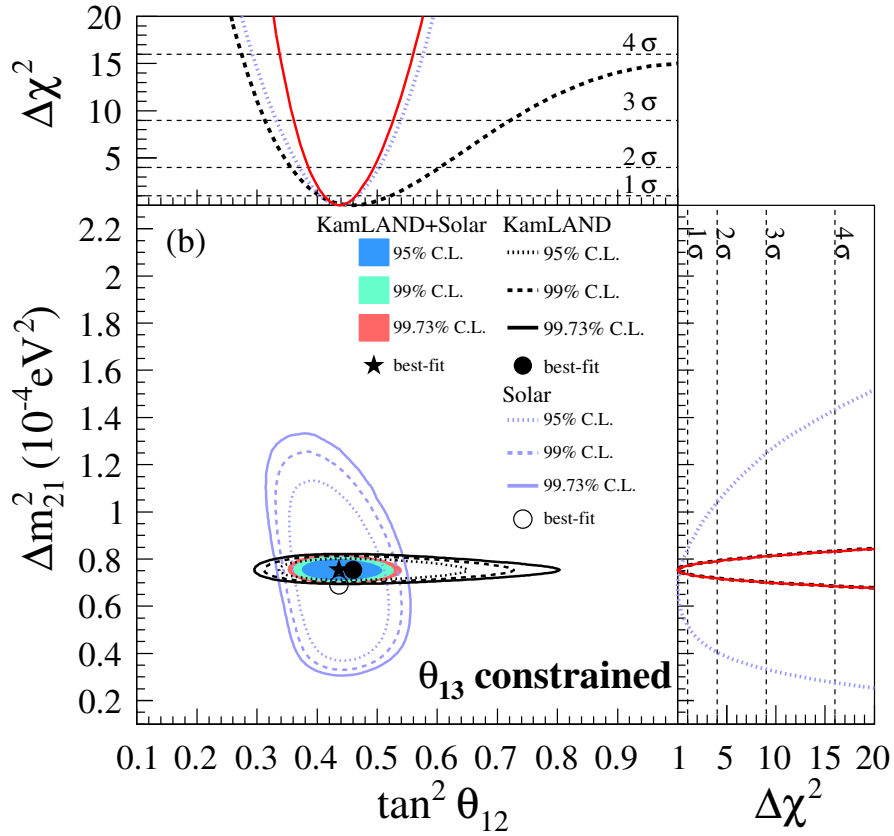 20
15
10
5
Δχ²
4 σ
3 σ
2 σ
1 σ
(b)
KamLAND+Solar
95% C.L.
99% C.L.
99.73% C.L.
best-fit
KamLAND
95% C.L.
99% C.L.
99.73% C.L.
best-fit
Solar
95% C.L.
99% C.L.
99.73% C.L.
best-fit
θ₁₃ constrained
2.2
2
1.8
1.6
1.4
1.2
1
0.8
0.6
0.4
0.2
Δm²₂₁ (10⁻⁴eV²)
0.1 0.2 0.3 0.4 0.5 0.6 0.7 0.8 0.9
tan² θ₁₂
1σ
2σ
3σ
4σ
1 5 10 15 20
Δχ²